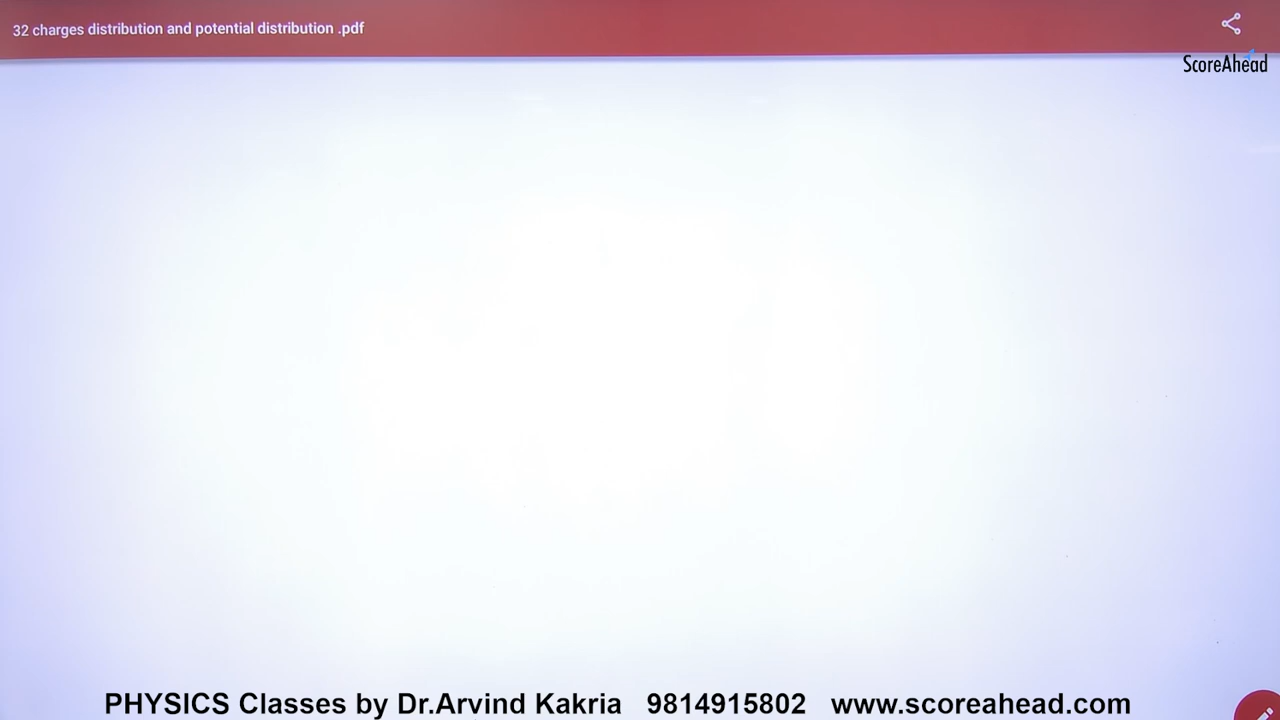 32 charges distribution and potential distribution .pdf
ScoreAhead
PHYSICS Classes by Dr.Arvind Kakria 9814915802 www.scoreahead.com